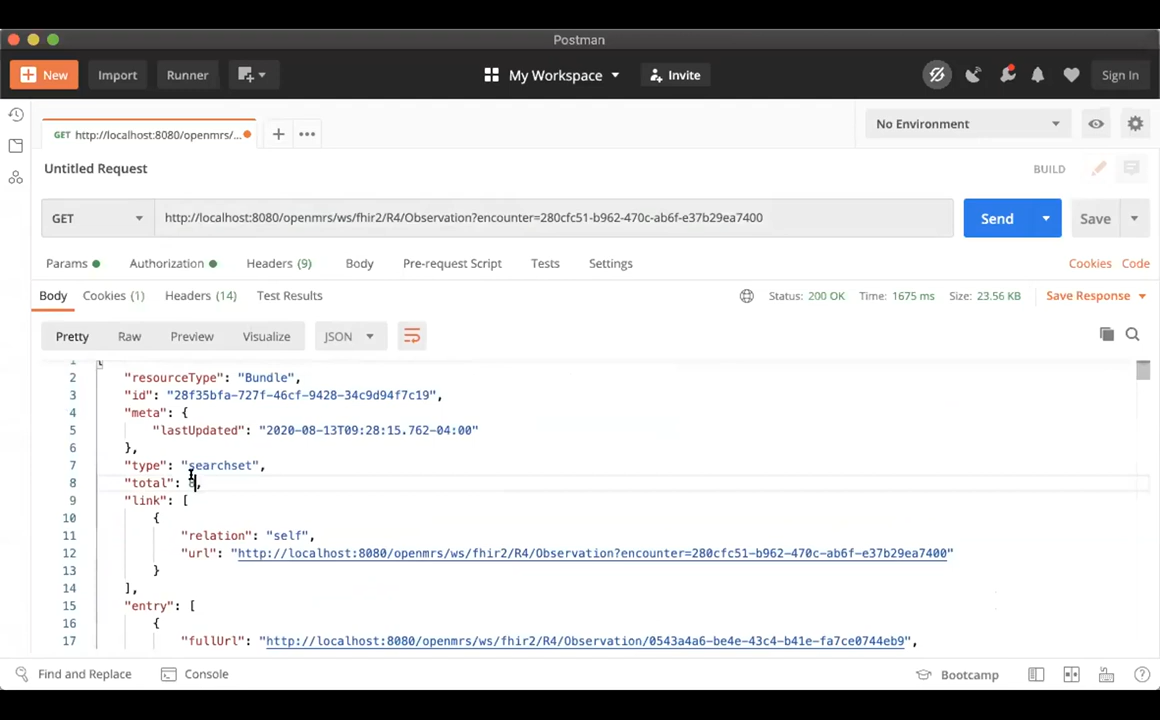 Postman
New Import Runner My Workspace Invite Sign In
GET http://localhost:8080/openmrs/... No Environment
Untitled Request BUILD
GET http://localhost:8080/openmrs/ws/fhir2/R4/Observation?encounter=280cfc51-b962-470c-ab6f-e37b29ea7400 Send Save
Params Authorization Headers (9) Body Pre-request Script Tests Settings Cookies Code
Body Cookies (1) Headers (14) Test Results Status: 200 OK Time: 1675 ms Size: 23.56 KB Save Response
Pretty Raw Preview Visualize JSON
1 {
2 "resourceType": "Bundle",
3 "id": "28f35bfa-727f-46cf-9428-34c9d94f7c19",
4 "meta": {
5 "lastUpdated": "2020-08-13T09:28:15.762-04:00"
6 },
7 "type": "searchset",
8 "total": ,
9 "link": [
10 {
11 "relation": "self",
12 "url": "http://localhost:8080/openmrs/ws/fhir2/R4/Observation?encounter=280cfc51-b962-470c-ab6f-e37b29ea7400"
13 }
14 ],
15 "entry": [
16 {
17 "fullUrl": "http://localhost:8080/openmrs/ws/fhir2/R4/Observation/0543a4a6-be4e-43c4-b41e-fa7ce0744eb9",
Find and Replace Console Bootcamp